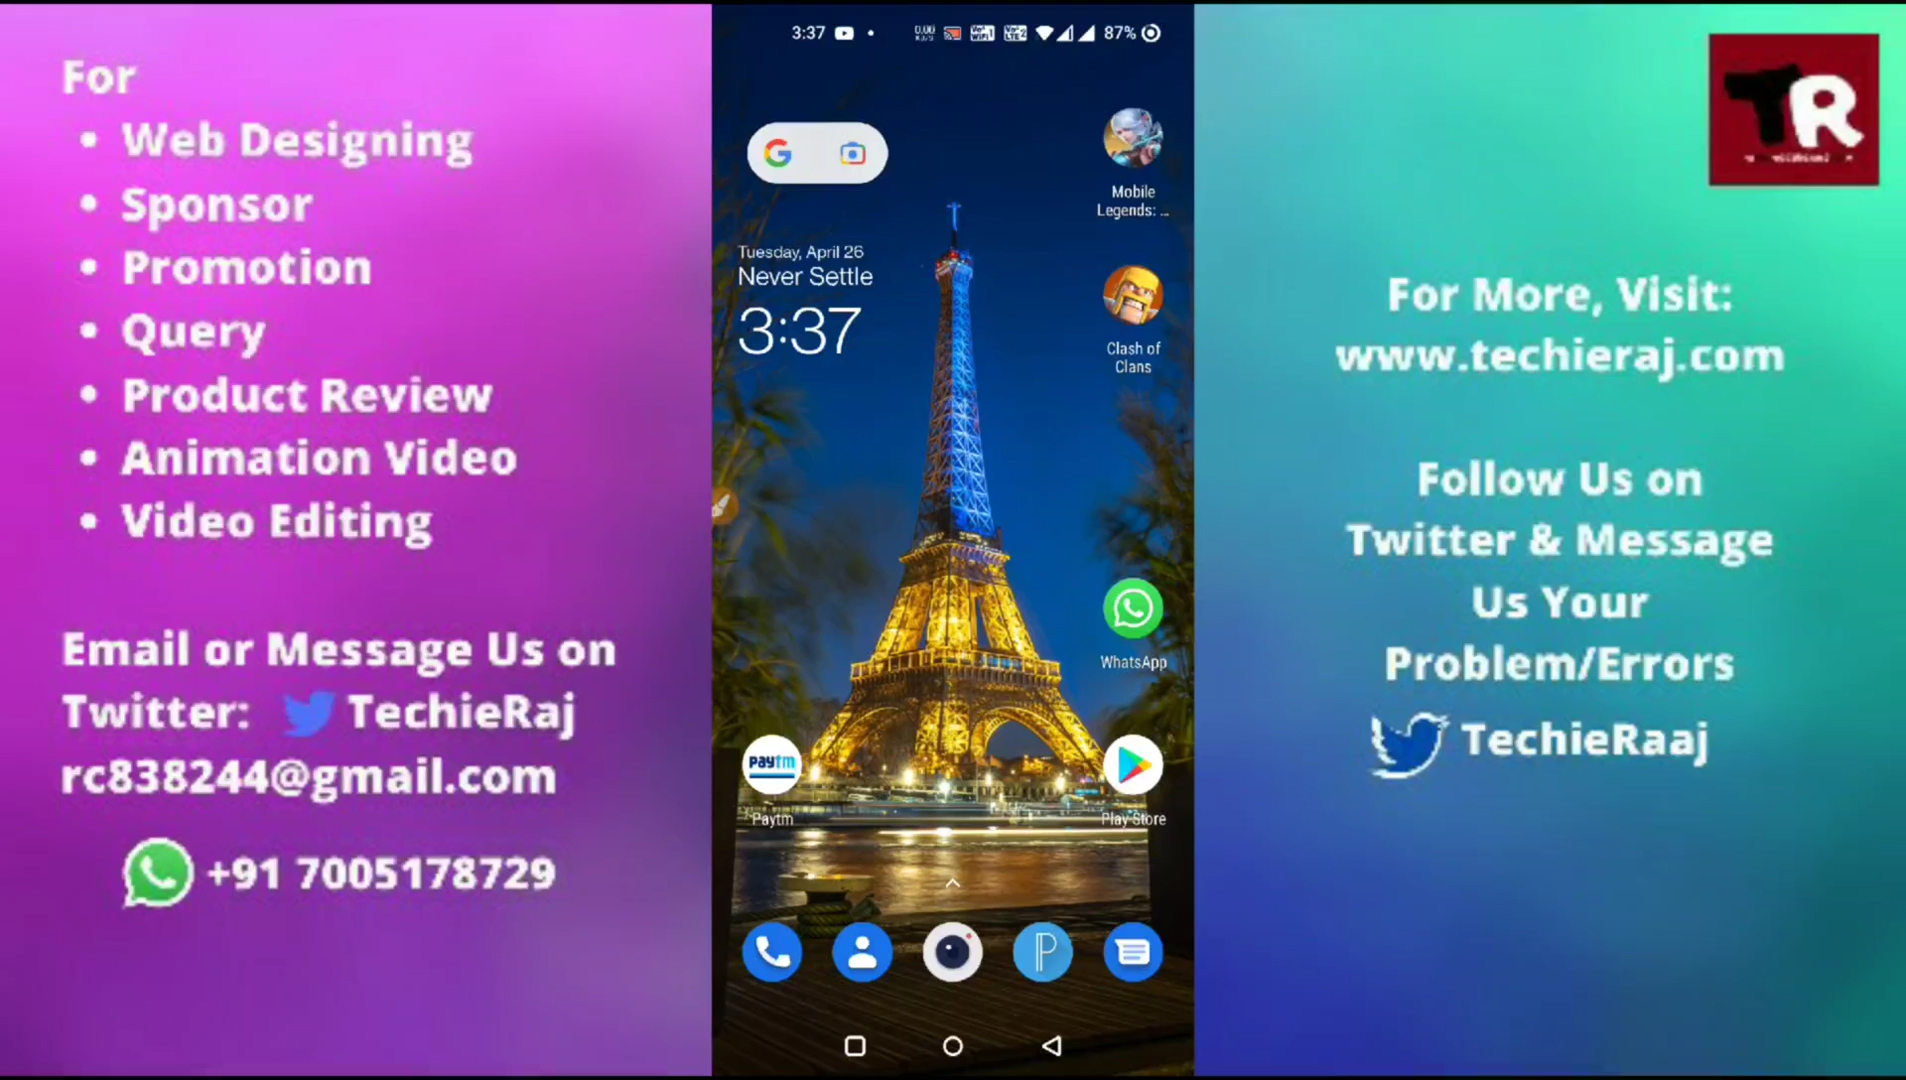 For
• Web Designing
• Sponsor
• Promotion
• Query
• Product Review
• Animation Video
• Video Editing
Email or Message Us on
Twitter: TechieRaj
rc838244@gmail.com
+91 7005178729
3:37
87%
G
Mobile
Legends: ...
Tuesday, April 26
Never Settle
3:37
Clash of
Clans
WhatsApp
paytm
Paytm
Play Store
TR
For More, Visit:
www.techieraj.com
Follow Us on
Twitter & Message
Us Your
Problem/Errors
TechieRaaj